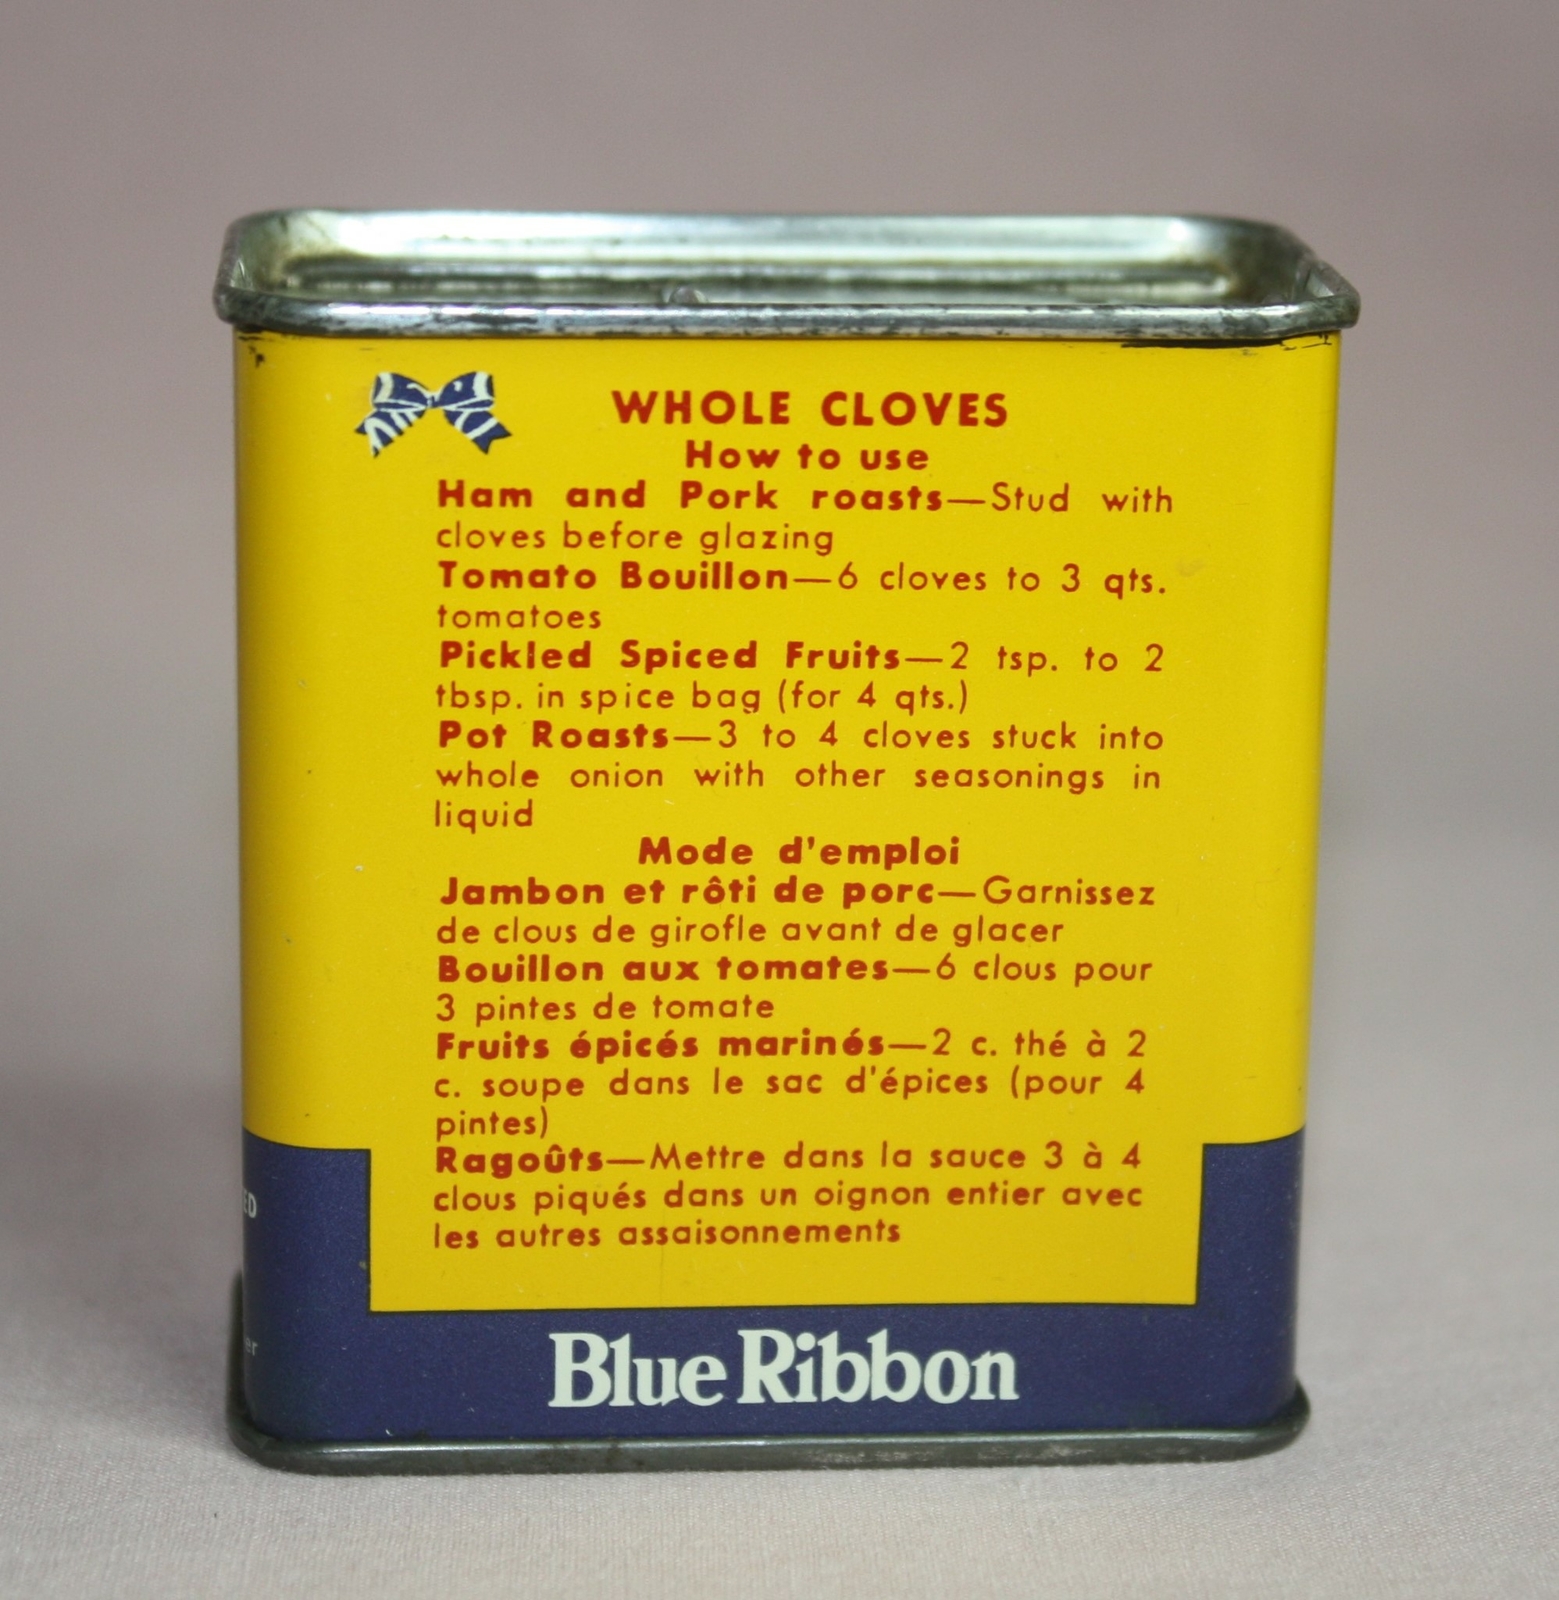 WHOLE CLOVES
How to use
Ham and Pork roasts—Stud with
cloves before glazing
Tomato Bouillon—6 cloves to 3 qts.
tomatoes
Pickled Spiced Fruits—2 tsp. to 2
tbsp. in spice bag (for 4 qts.)
Pot Roasts—3 to 4 cloves stuck into
whole onion with other seasonings in
liquid
Mode d'emploi
Jambon et rôti de porc—Garnissez
de clous de girofle avant de glacer
Bouillon aux tomates—6 clous pour
3 pintes de tomate
Fruits épicés marinés—2 c. thé à 2
c. soupe dans le sac d'épices (pour 4
pintes)
Ragoûts—Mettre dans la sauce 3 à 4
clous piqués dans un oignon entier avec
les autres assaisonnements
Blue Ribbon